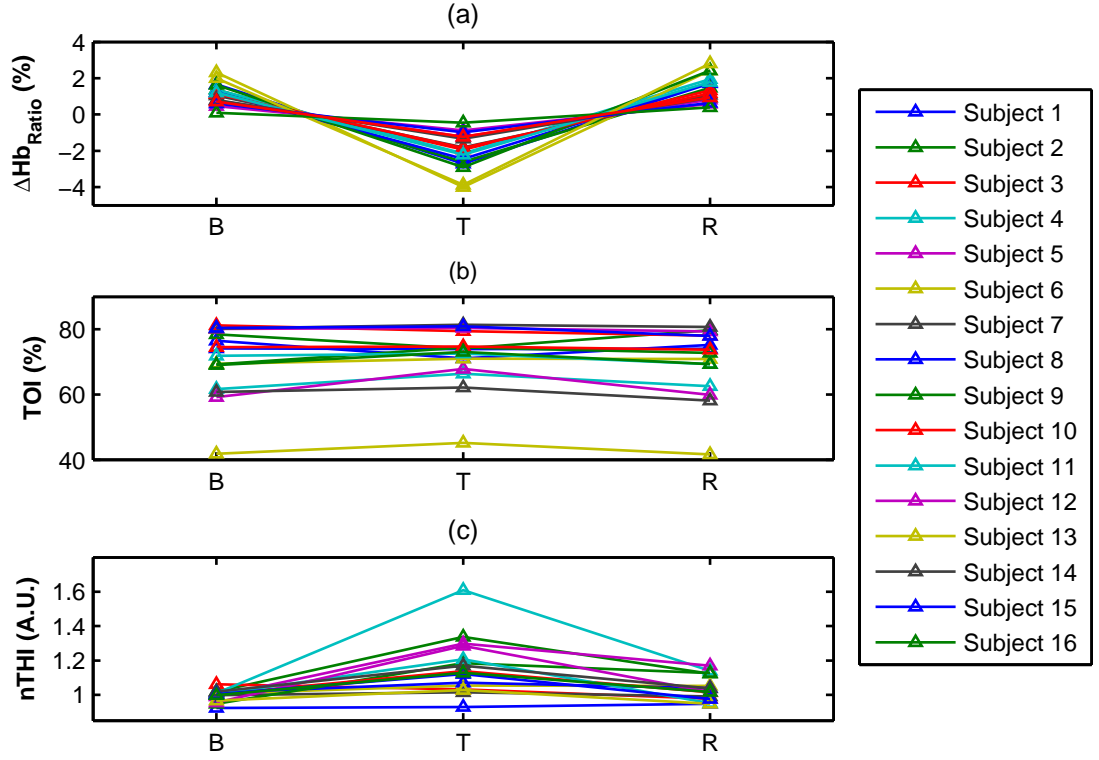 (a)
4
2
0
−2
−4
ΔHb_Ratio (%)
B T R
(b)
80
60
40
TOI (%)
B T R
(c)
1.6
1.4
1.2
1
nTHI (A.U.)
B T R
Subject 1
Subject 2
Subject 3
Subject 4
Subject 5
Subject 6
Subject 7
Subject 8
Subject 9
Subject 10
Subject 11
Subject 12
Subject 13
Subject 14
Subject 15
Subject 16